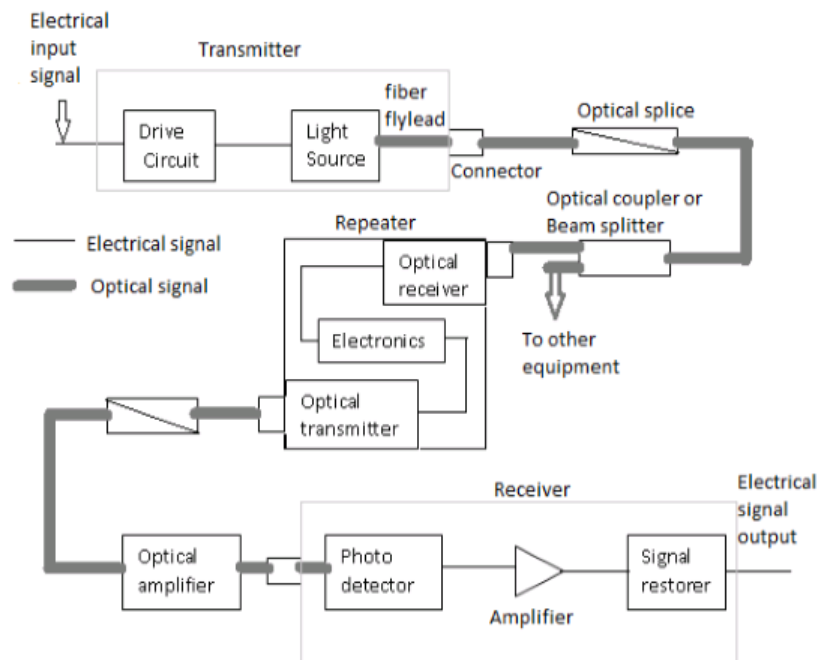 Electrical
input
signal
Transmitter
Drive
Circuit
Light
Source
fiber
flylead
Connector
Optical splice
Optical coupler or
Beam splitter
To other
equipment
Electrical signal
Optical signal
Repeater
Optical
receiver
Electronics
Optical
transmitter
Optical
amplifier
Receiver
Photo
detector
Amplifier
Signal
restorer
Electrical
signal
output